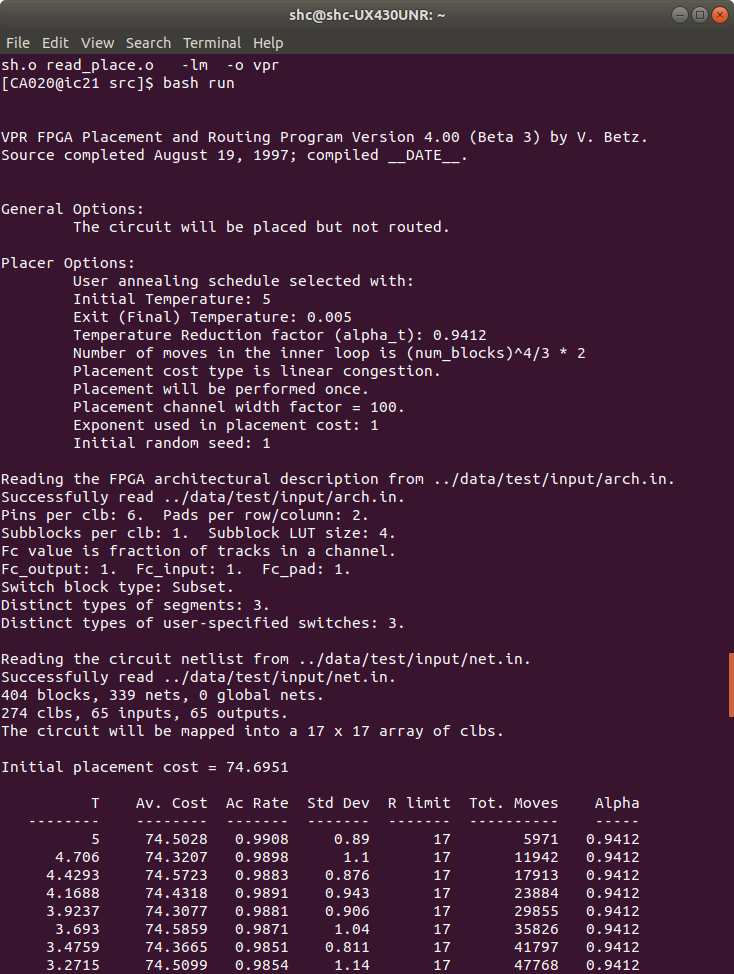 shc@shc-UX430UNR: ~
File Edit View Search Terminal Help
sh.o read_place.o   -lm  -o vpr
[CA020@ic21 src]$ bash run
VPR FPGA Placement and Routing Program Version 4.00 (Beta 3) by V. Betz.
Source completed August 19, 1997; compiled __DATE__.
General Options:
        The circuit will be placed but not routed.
Placer Options:
        User annealing schedule selected with:
        Initial Temperature: 5
        Exit (Final) Temperature: 0.005
        Temperature Reduction factor (alpha_t): 0.9412
        Number of moves in the inner loop is (num_blocks)^4/3 * 2
        Placement cost type is linear congestion.
        Placement will be performed once.
        Placement channel width factor = 100.
        Exponent used in placement cost: 1
        Initial random seed: 1
Reading the FPGA architectural description from ../data/test/input/arch.in.
Successfully read ../data/test/input/arch.in.
Pins per clb: 6.  Pads per row/column: 2.
Subblocks per clb: 1.  Subblock LUT size: 4.
Fc value is fraction of tracks in a channel.
Fc_output: 1.  Fc_input: 1.  Fc_pad: 1.
Switch block type: Subset.
Distinct types of segments: 3.
Distinct types of user-specified switches: 3.
Reading the circuit netlist from ../data/test/input/net.in.
Successfully read ../data/test/input/net.in.
404 blocks, 339 nets, 0 global nets.
274 clbs, 65 inputs, 65 outputs.
The circuit will be mapped into a 17 x 17 array of clbs.
Initial placement cost = 74.6951
          T    Av. Cost  Ac Rate  Std Dev  R limit  Tot. Moves    Alpha
   --------    --------  -------  -------  -------  ----------    -----
          5     74.5028   0.9908     0.89       17        5971   0.9412
      4.706     74.3207   0.9898      1.1       17       11942   0.9412
     4.4293     74.5723   0.9883    0.876       17       17913   0.9412
     4.1688     74.4318   0.9891    0.943       17       23884   0.9412
     3.9237     74.3077   0.9881    0.906       17       29855   0.9412
      3.693     74.5859   0.9871     1.04       17       35826   0.9412
     3.4759     74.3665   0.9851    0.811       17       41797   0.9412
     3.2715     74.5099   0.9854     1.14       17       47768   0.9412